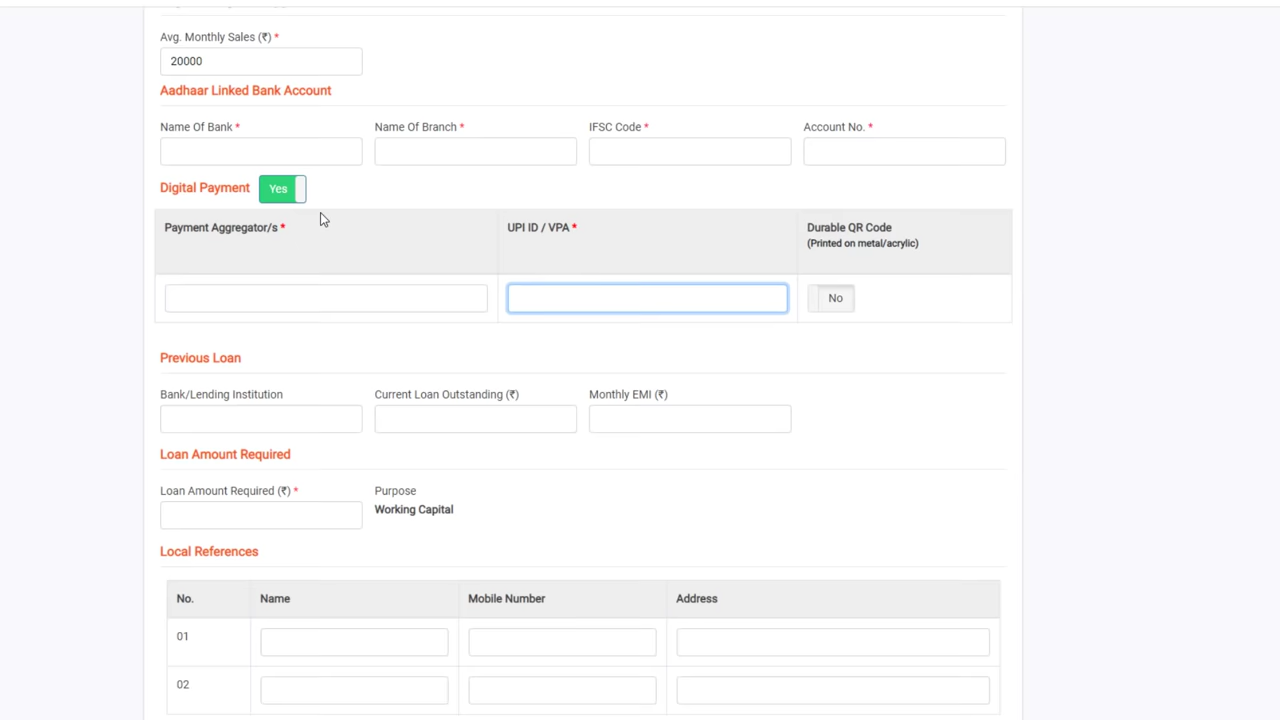 Avg. Monthly Sales (₹) *
20000
Aadhaar Linked Bank Account
Name Of Bank * Name Of Branch * IFSC Code * Account No. *
Digital Payment Yes
Payment Aggregator/s * UPI ID / VPA * Durable QR Code
(Printed on metal/acrylic)
No
Previous Loan
Bank/Lending Institution Current Loan Outstanding (₹) Monthly EMI (₹)
Loan Amount Required
Loan Amount Required (₹) * Purpose
Working Capital
Local References
No. Name Mobile Number Address
01
02